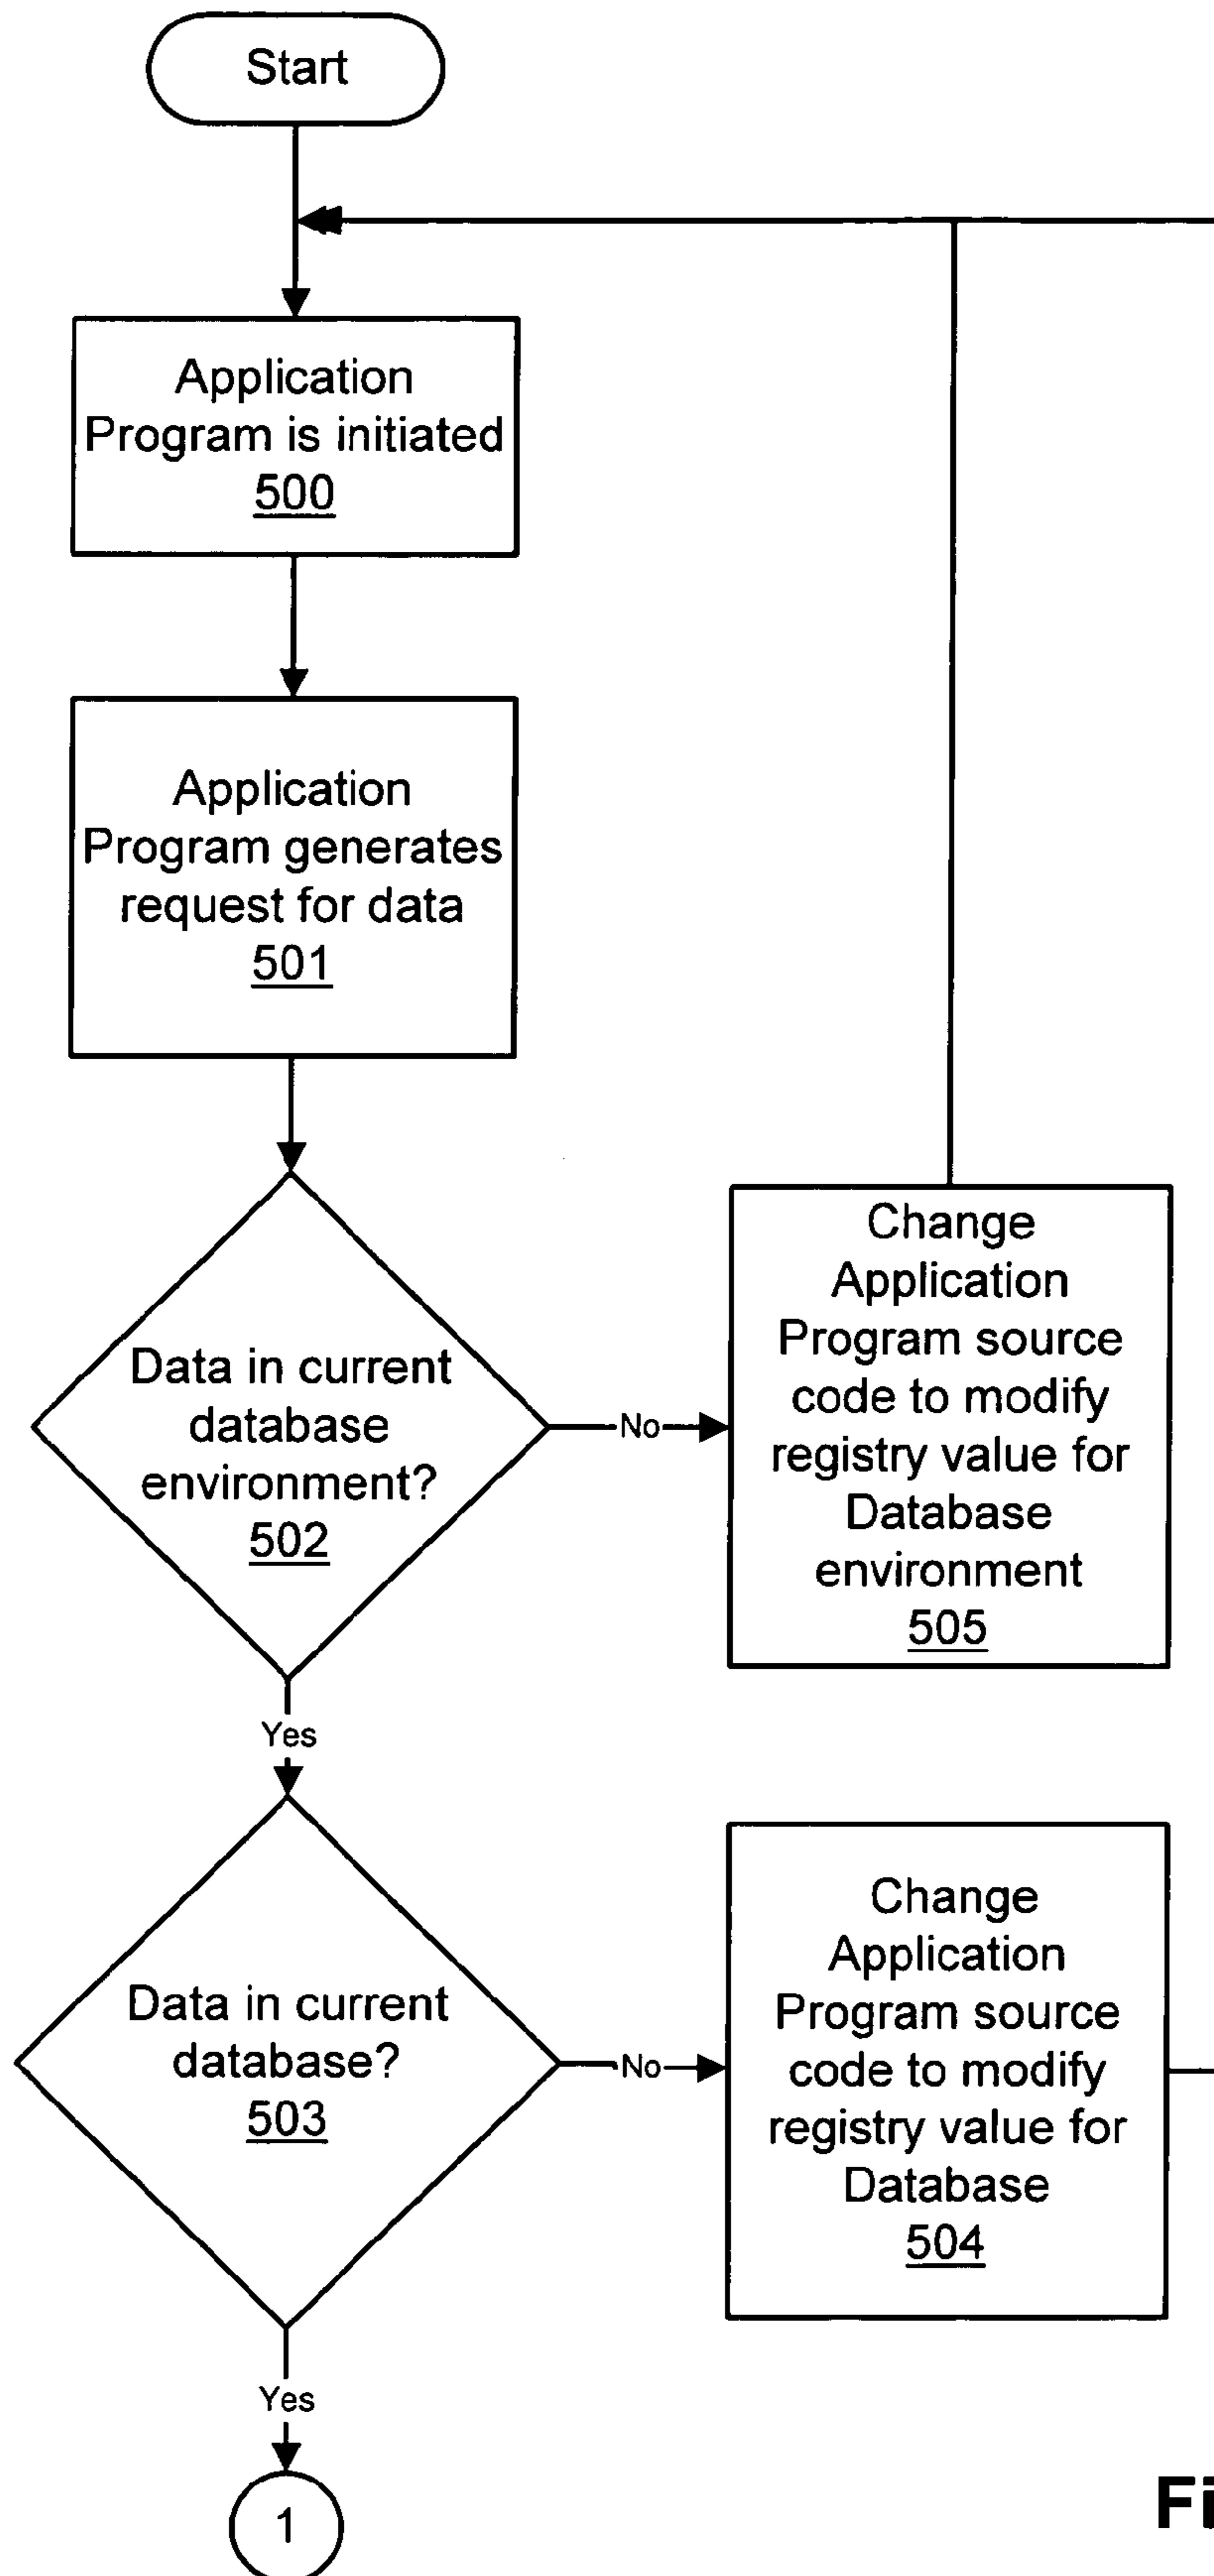 Start
Application
Program is initiated
500
Application
Program generates
request for data
501
Data in current
database
environment?
502
No
Change
Application
Program source
code to modify
registry value for
Database
environment
505
Yes
Data in current
database?
503
No
Change
Application
Program source
code to modify
registry value for
Database
504
Yes
1
Fi